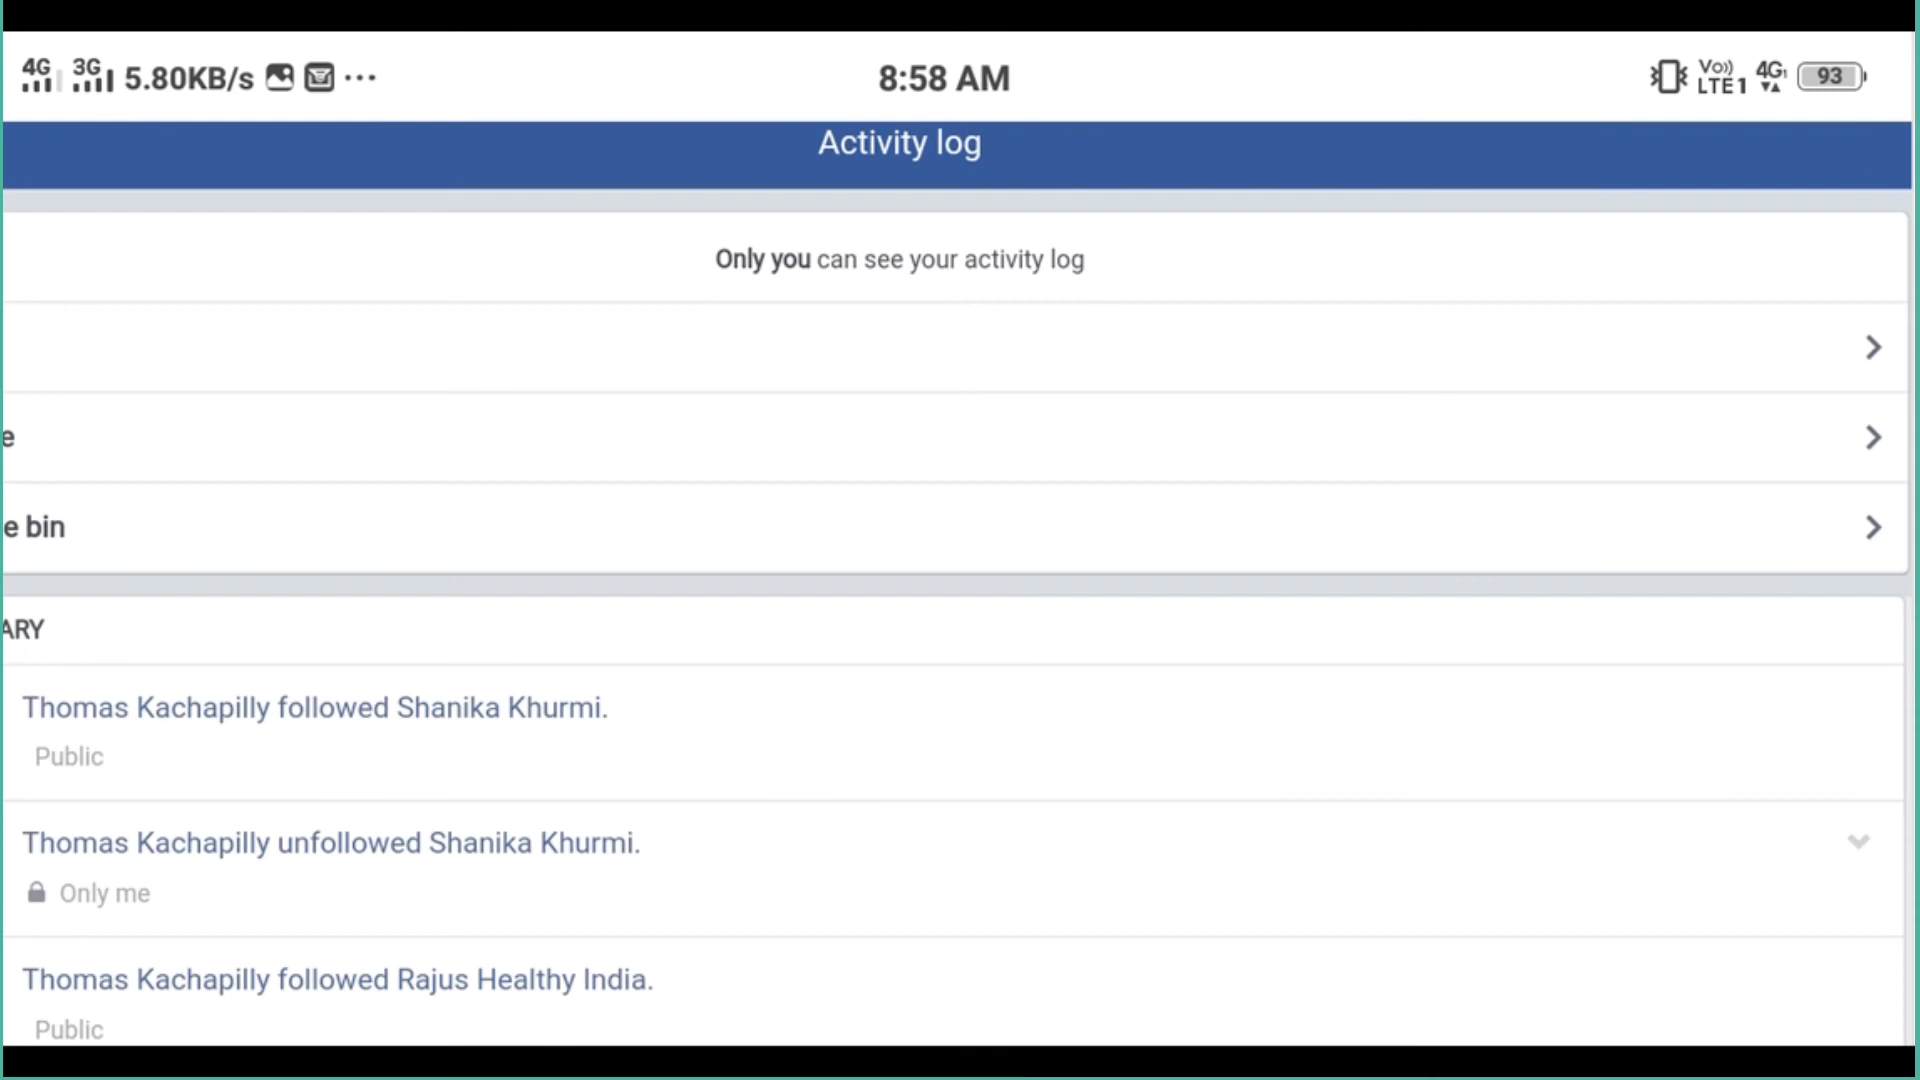 4G 3G 5.80KB/s 8:58 AM Vo)) LTE1 4G 93
Activity log
Only you can see your activity log
e
e bin
ARY
Thomas Kachapilly followed Shanika Khurmi.
Public
Thomas Kachapilly unfollowed Shanika Khurmi.
Only me
Thomas Kachapilly followed Rajus Healthy India.
Public